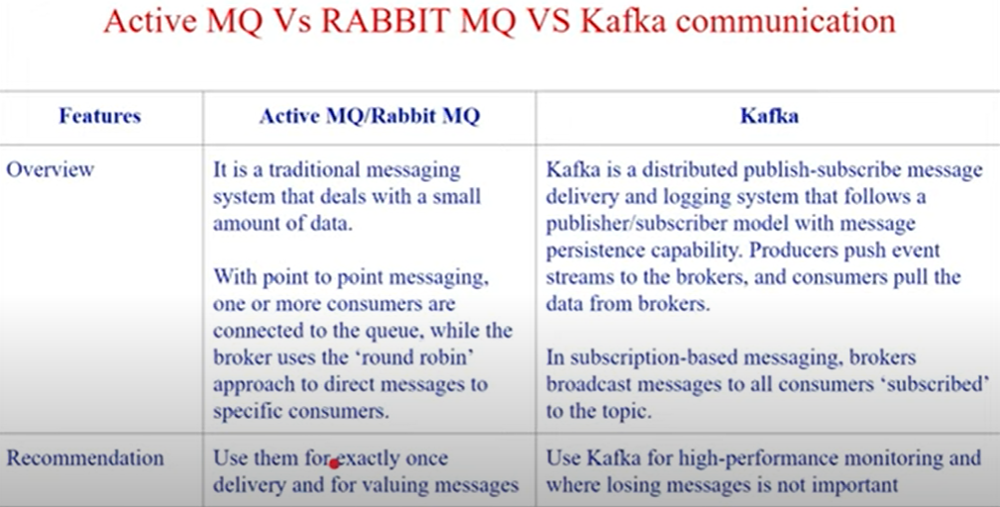 Active MQ Vs RABBIT MQ VS Kafka communication
Features
Active MQ/Rabbit MQ
Kafka
Overview
It is a traditional messaging
system that deals with a small
amount of data.
With point to point messaging,
one or more consumers are
connected to the queue, while the
broker uses the ‘round robin’
approach to direct messages to
specific consumers.
Kafka is a distributed publish-subscribe message
delivery and logging system that follows a
publisher/subscriber model with message
persistence capability. Producers push event
streams to the brokers, and consumers pull the
data from brokers.
In subscription-based messaging, brokers
broadcast messages to all consumers ‘subscribed’
to the topic.
Recommendation
Use them for exactly once
delivery and for valuing messages
Use Kafka for high-performance monitoring and
where losing messages is not important